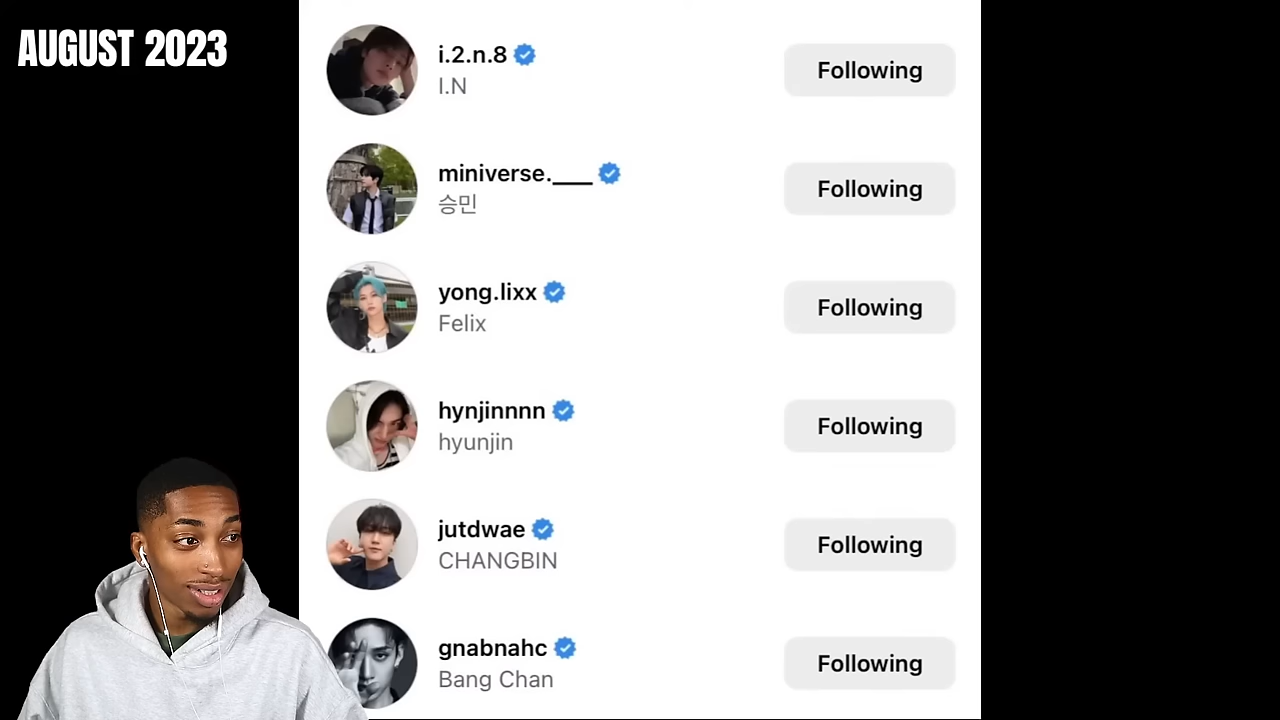 AUGUST 2023
i.2.n.8
I.N
Following
miniverse.___
승민
Following
yong.lixx
Felix
Following
hynjinnnn
hyunjin
Following
jutdwae
CHANGBIN
Following
gnabnahc
Bang Chan
Following